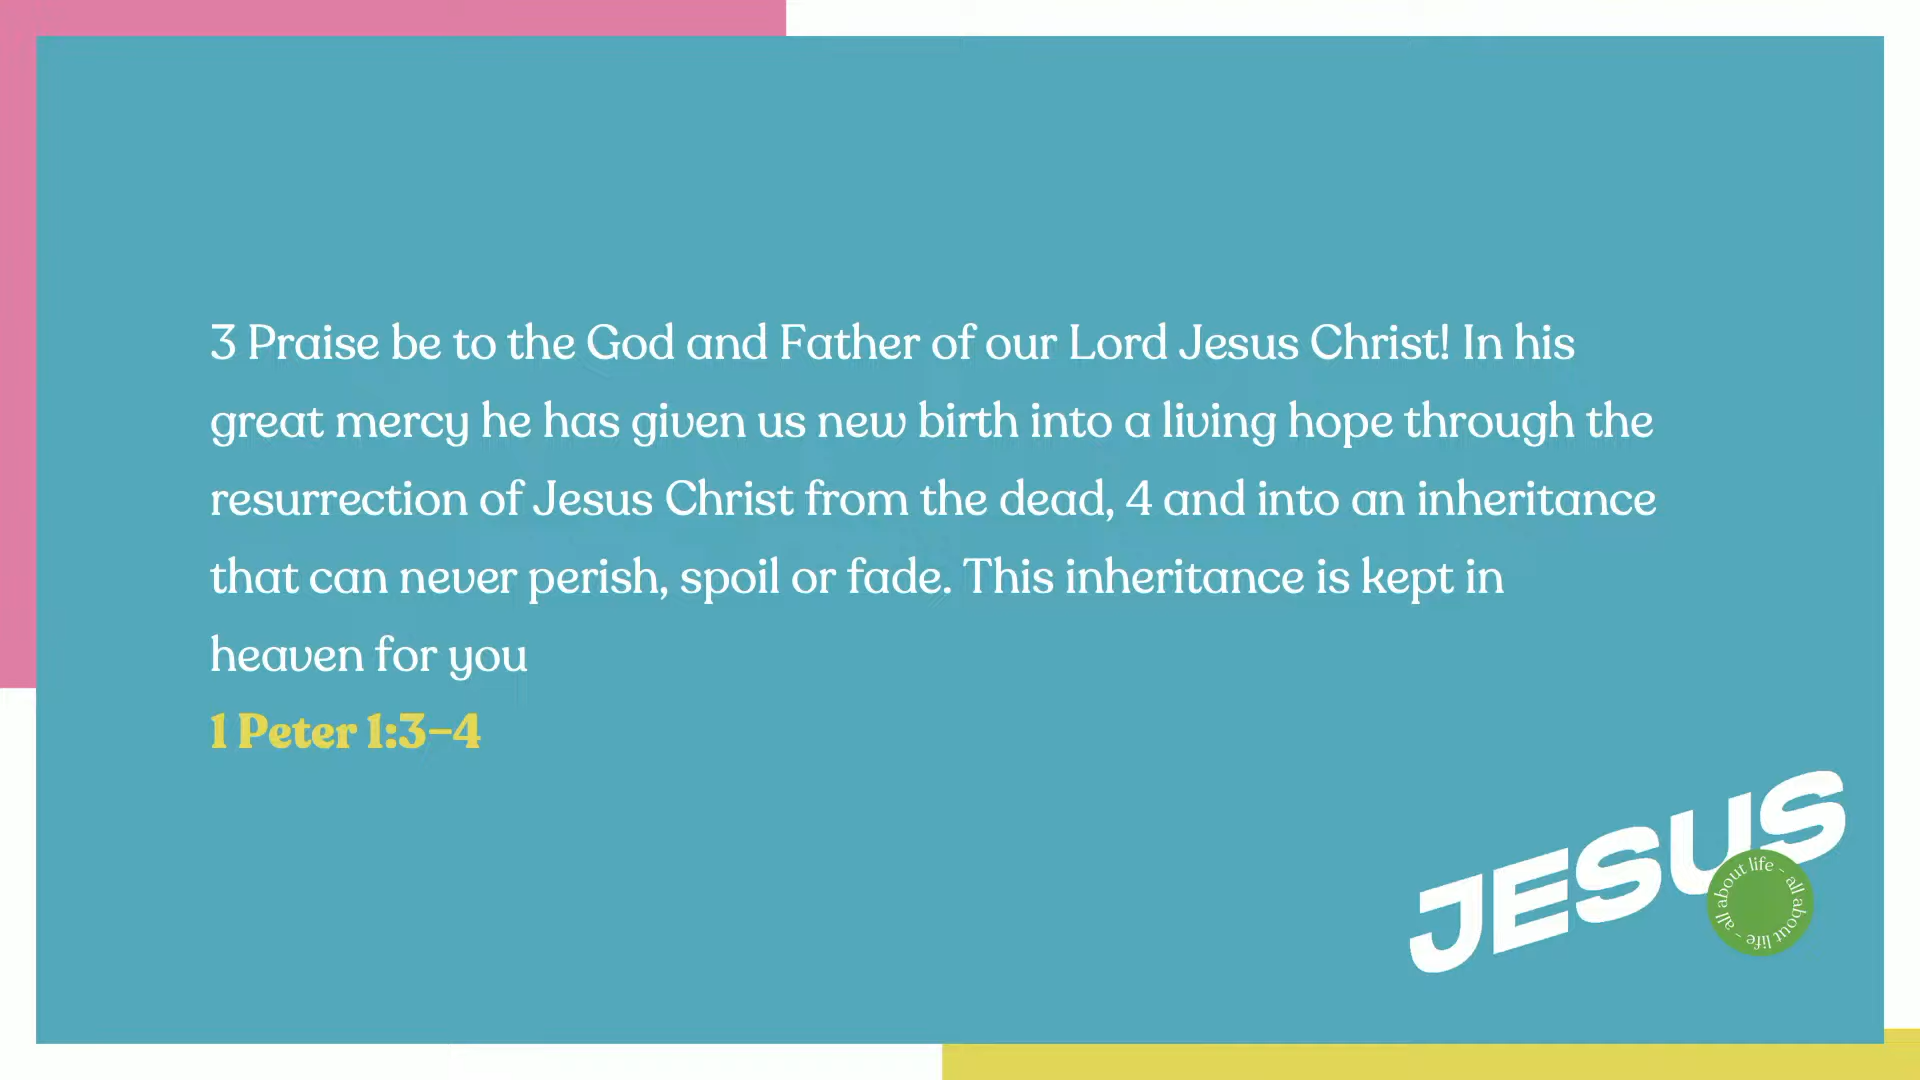 3 Praise be to the God and Father of our Lord Jesus Christ! In his
great mercy he has given us new birth into a living hope through the
resurrection of Jesus Christ from the dead, 4 and into an inheritance
that can never perish, spoil or fade. This inheritance is kept in
heaven for you
1 Peter 1:3–4
JESUS
all about life - all about life -